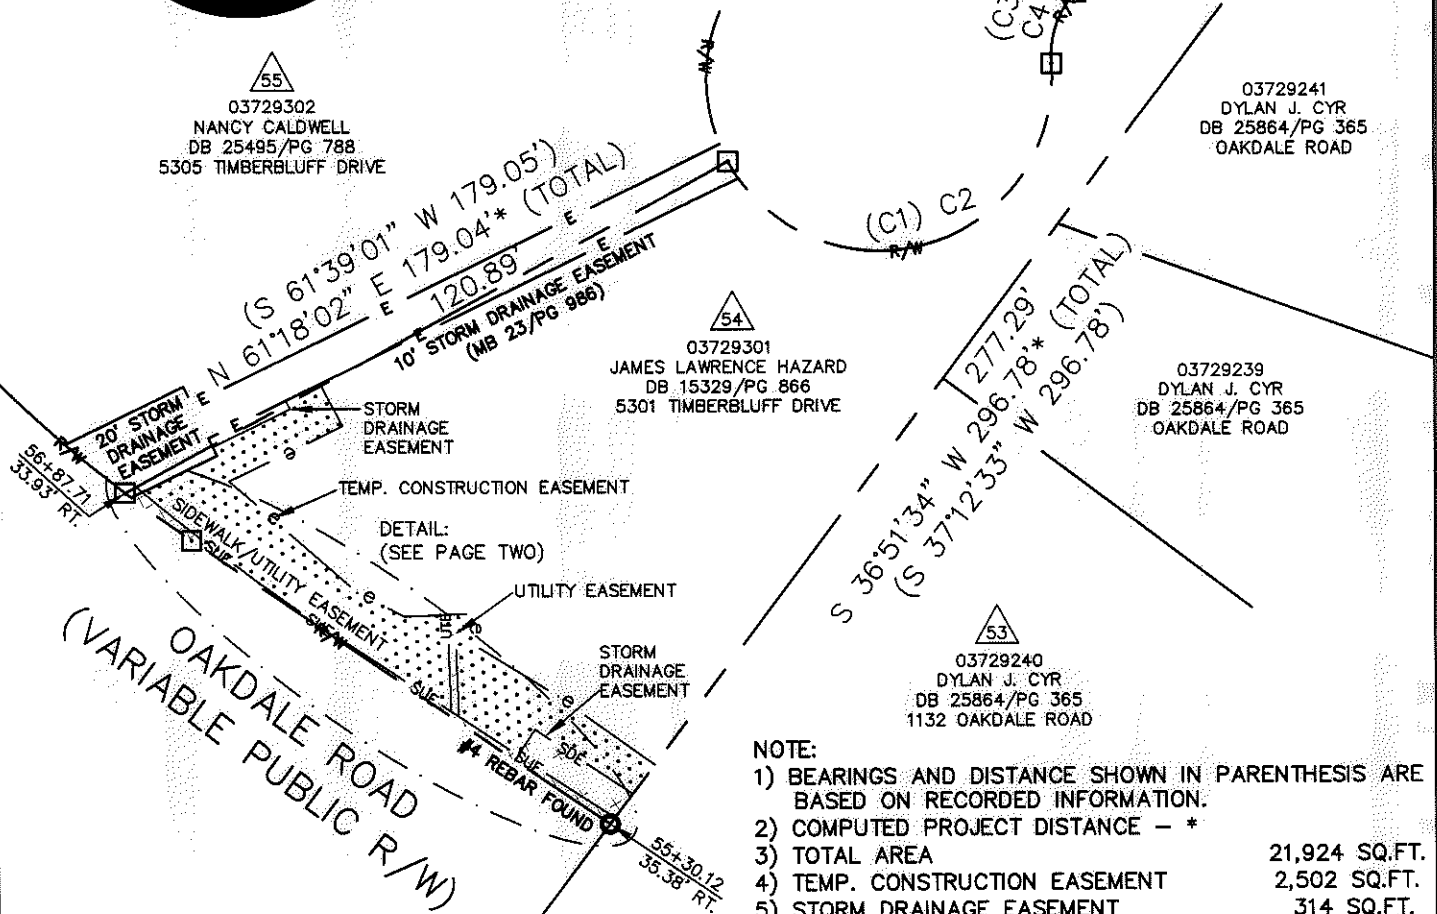 (C3)
C4
R/W
R/W
55
03729302
NANCY CALDWELL
DB 25495/PG 788
5305 TIMBERBLUFF DRIVE
03729241
DYLAN J. CYR
DB 25864/PG 365
OAKDALE ROAD
(S 61°39'01" W 179.05')
N 61°18'02" E 179.04'* (TOTAL)
120.89'
E
E
E
E
E
E
E
10' STORM DRAINAGE EASEMENT
(MB 23/PG 986)
(C1) C2
R/W
54
03729301
JAMES LAWRENCE HAZARD
DB 15329/PG 866
5301 TIMBERBLUFF DRIVE
277.29'
S 36°51'34" W 296.78'* (TOTAL)
(S 37°12'33" W 296.78')
03729239
DYLAN J. CYR
DB 25864/PG 365
OAKDALE ROAD
R/W
20' STORM
DRAINAGE
EASEMENT
STORM
DRAINAGE
EASEMENT
56+87.71
33.93' RT.
e
TEMP. CONSTRUCTION EASEMENT
e
DETAIL:
(SEE PAGE TWO)
SIDEWALK/UTILITY EASEMENT
SUE
e
UTILITY EASEMENT
UTE
e
R/W
SUE
STORM
DRAINAGE
EASEMENT
e
SDE
SUE
#4 REBAR FOUND
OAKDALE ROAD
(VARIABLE PUBLIC R/W)
55+30.12
35.38' RT.
53
03729240
DYLAN J. CYR
DB 25864/PG 365
1132 OAKDALE ROAD
NOTE:
1) BEARINGS AND DISTANCE SHOWN IN PARENTHESIS ARE
BASED ON RECORDED INFORMATION.
2) COMPUTED PROJECT DISTANCE – *
3) TOTAL AREA 21,924 SQ.FT.
4) TEMP. CONSTRUCTION EASEMENT 2,502 SQ.FT.
5) STORM DRAINAGE EASEMENT 314 SQ.FT.